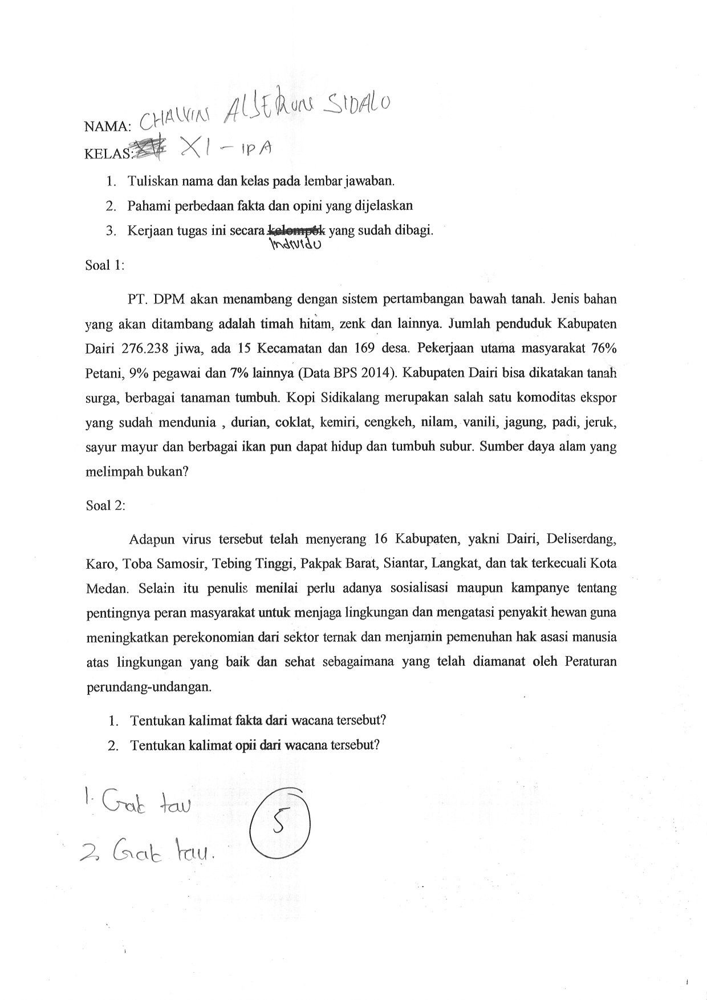 NAMA: CHALVIN ALSEKUNE SIDALO
KELAS: XI - IPA
1. Tuliskan nama dan kelas pada lembar jawaban.
2. Pahami perbedaan fakta dan opini yang dijelaskan
3. Kerjaan tugas ini secara kelompok yang sudah dibagi.
Individu
Soal 1:
PT. DPM akan menambang dengan sistem pertambangan bawah tanah. Jenis bahan
yang akan ditambang adalah timah hitam, zenk dan lainnya. Jumlah penduduk Kabupaten
Dairi 276.238 jiwa, ada 15 Kecamatan dan 169 desa. Pekerjaan utama masyarakat 76%
Petani, 9% pegawai dan 7% lainnya (Data BPS 2014). Kabupaten Dairi bisa dikatakan tanah
surga, berbagai tanaman tumbuh. Kopi Sidikalang merupakan salah satu komoditas ekspor
yang sudah mendunia , durian, coklat, kemiri, cengkeh, nilam, vanili, jagung, padi, jeruk,
sayur mayur dan berbagai ikan pun dapat hidup dan tumbuh subur. Sumber daya alam yang
melimpah bukan?
Soal 2:
Adapun virus tersebut telah menyerang 16 Kabupaten, yakni Dairi, Deliserdang,
Karo, Toba Samosir, Tebing Tinggi, Pakpak Barat, Siantar, Langkat, dan tak terkecuali Kota
Medan. Selain itu penulis menilai perlu adanya sosialisasi maupun kampanye tentang
pentingnya peran masyarakat untuk menjaga lingkungan dan mengatasi penyakit hewan guna
meningkatkan perekonomian dari sektor ternak dan menjamin pemenuhan hak asasi manusia
atas lingkungan yang baik dan sehat sebagaimana yang telah diamanat oleh Peraturan
perundang-undangan.
1. Tentukan kalimat fakta dari wacana tersebut?
2. Tentukan kalimat opii dari wacana tersebut?
1. Gak tau
5
2. Gak tau.